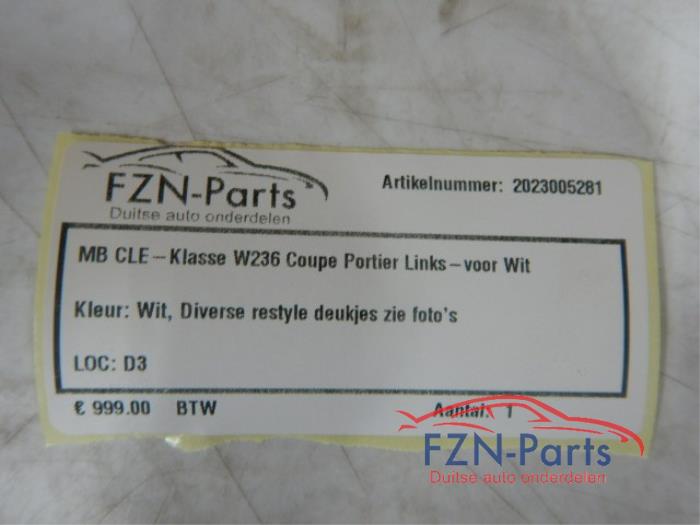 FZN-Parts
Duitse auto onderdelen
Artikelnummer: 2023005281
MB CLE-Klasse W236 Coupe Portier Links-voor Wit
Kleur: Wit, Diverse restyle deukjes zie foto's
LOC: D3
€ 999.00 BTW
Aantal: 1
FZN-Parts
Duitse auto onderdelen